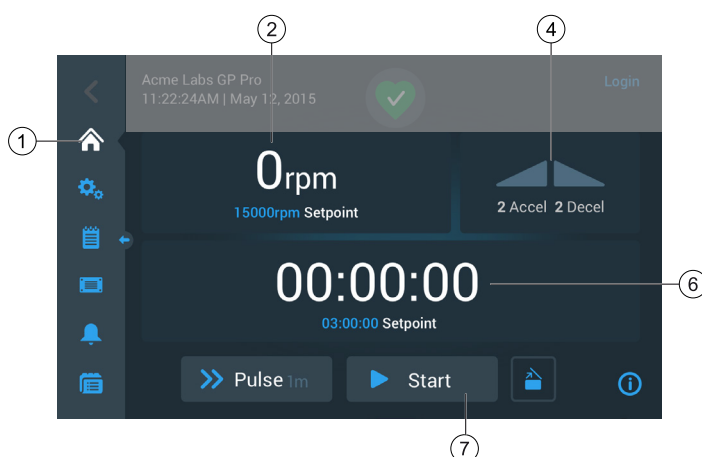 2
4
Acme Labs GP Pro
11:22:24AM | May 12, 2015
Login
1
0rpm
15000rpm Setpoint
2 Accel 2 Decel
00:00:00
6
03:00:00 Setpoint
Pulse 1m
Start
7